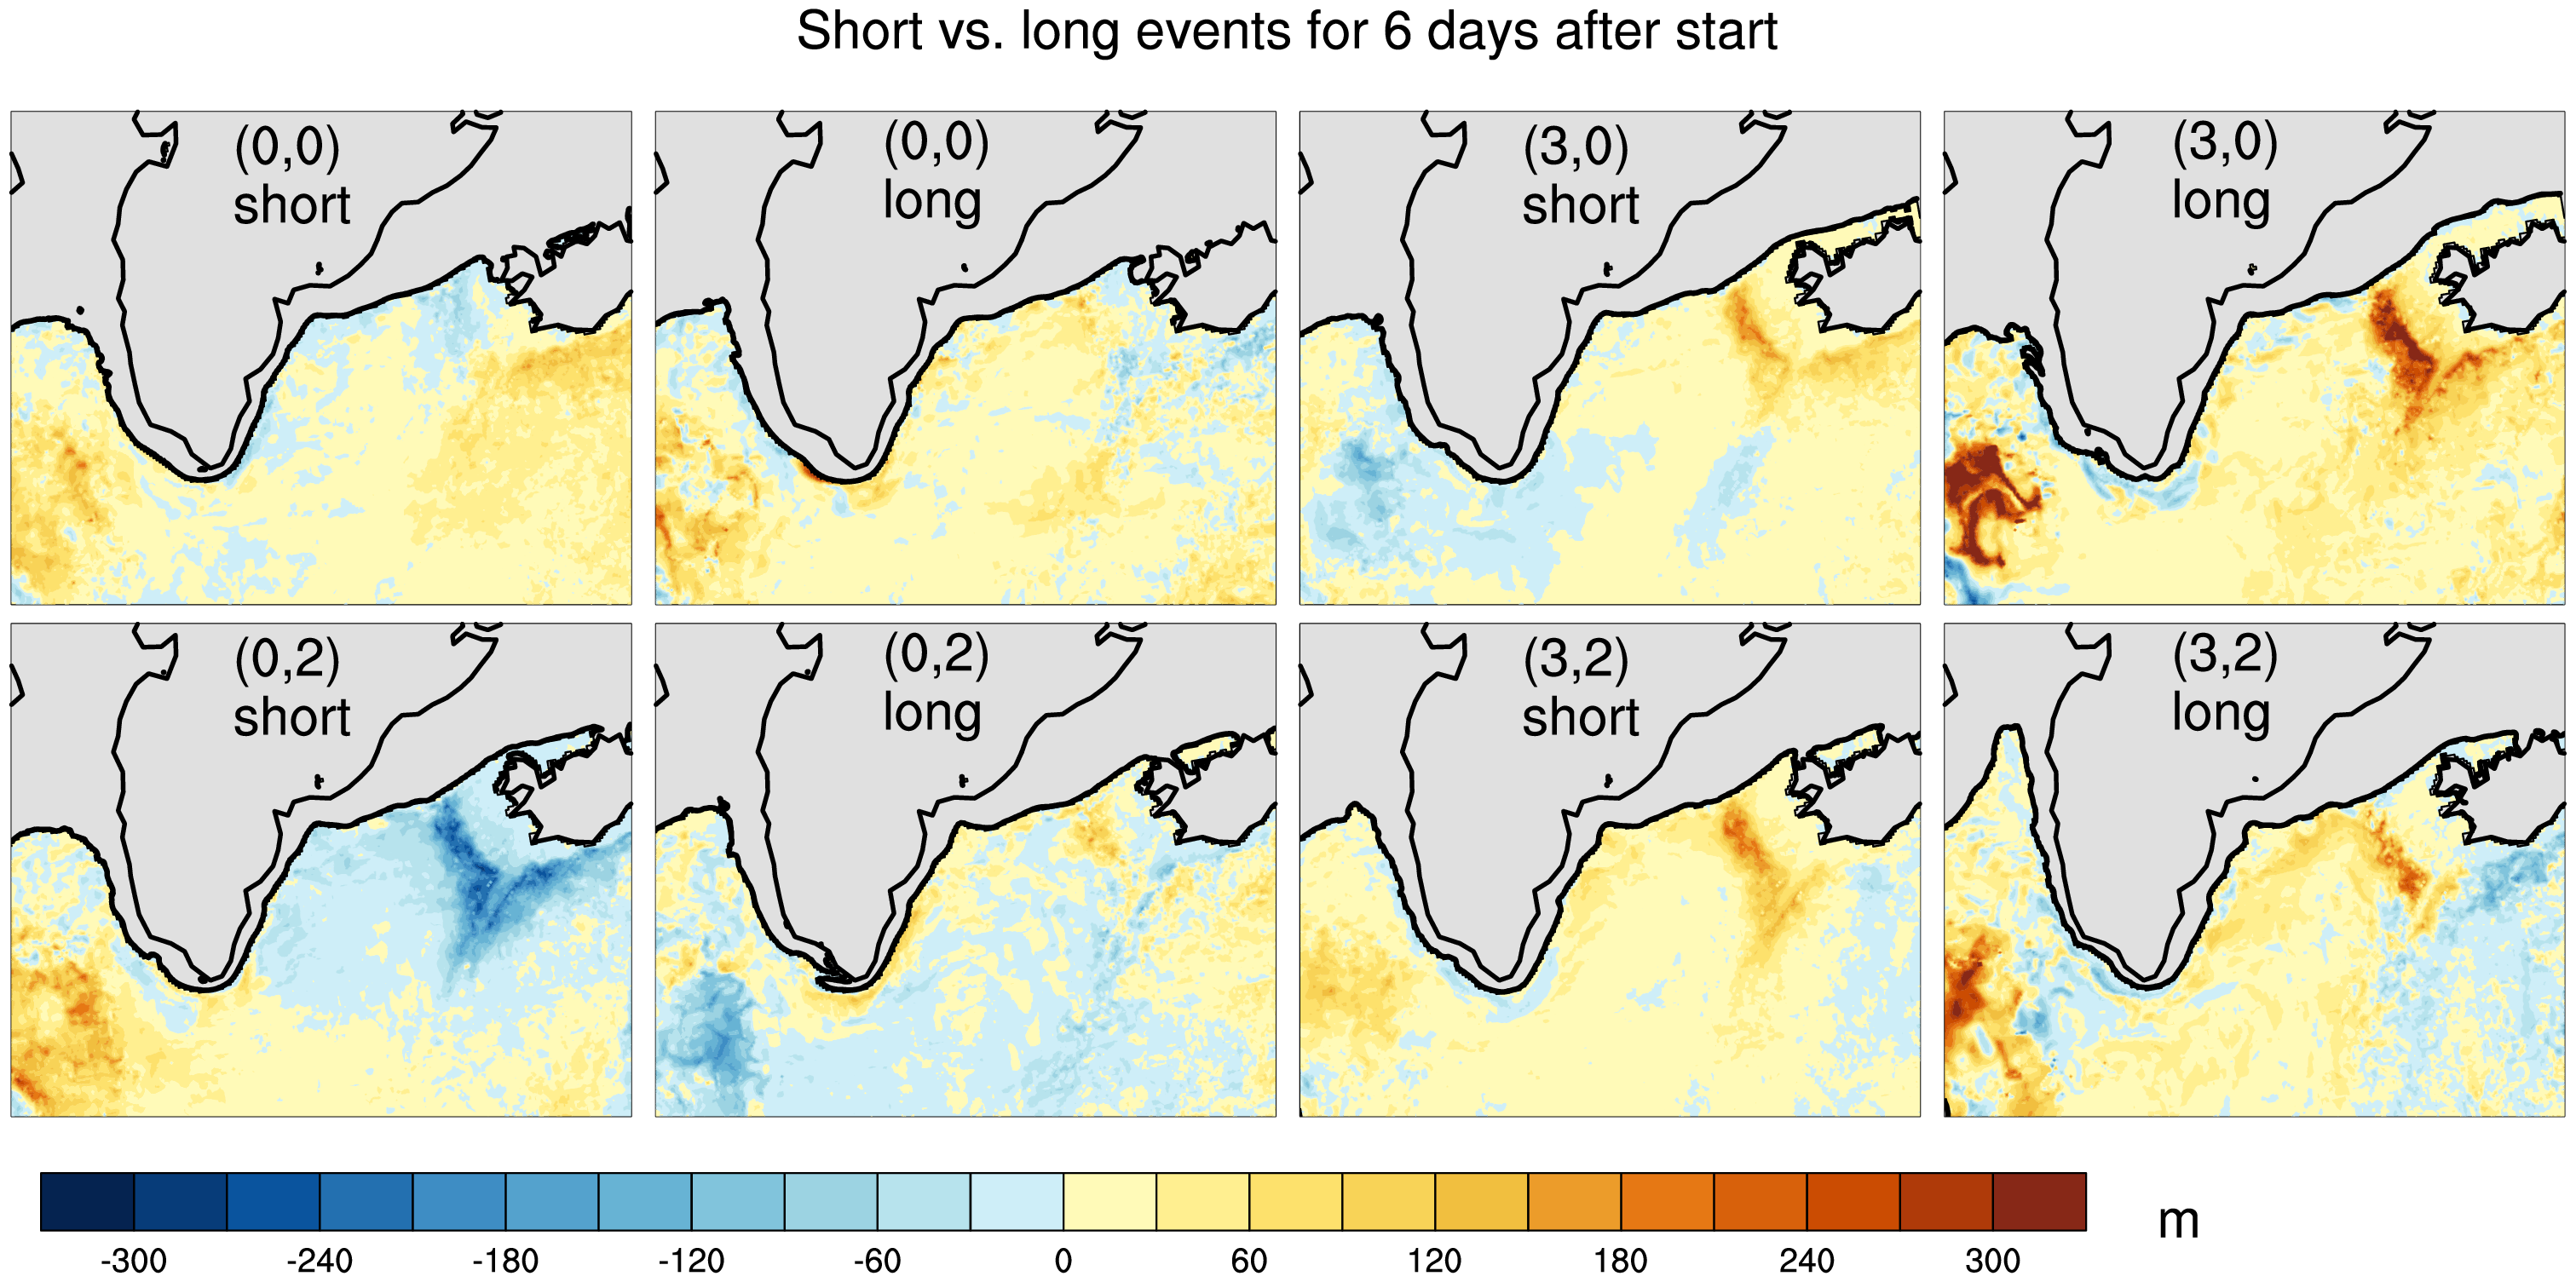 Short vs. long events for 6 days after start
(0,0)
short
(0,0)
long
(3,0)
short
(3,0)
long
(0,2)
short
(0,2)
long
(3,2)
short
(3,2)
long
-300 -240 -180 -120 -60 0 60 120 180 240 300
m